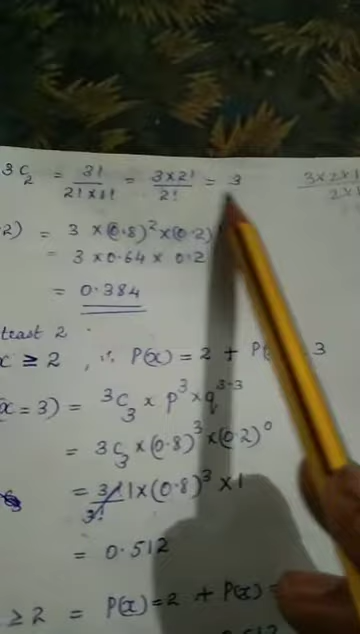 3C₂ = 3!/2!×1! = 3×2!/2! = 3
3×2×1/2×1
2) = 3 × (0.8)² × (0.2)
= 3 × 0.64 × 0.2
= 0.384
least 2.
x ≥ 2, ∴ P(x) = 2 + P( 3
(x = 3) = 3C₃ × p³ × q³⁻³
= 3C₃ × (0.8)³ × (0.2)⁰
= 3!/3! 1 × (0.8)³ × 1
= 0.512
≥ 2 = P(x) = 2 + P(x) =
0.512